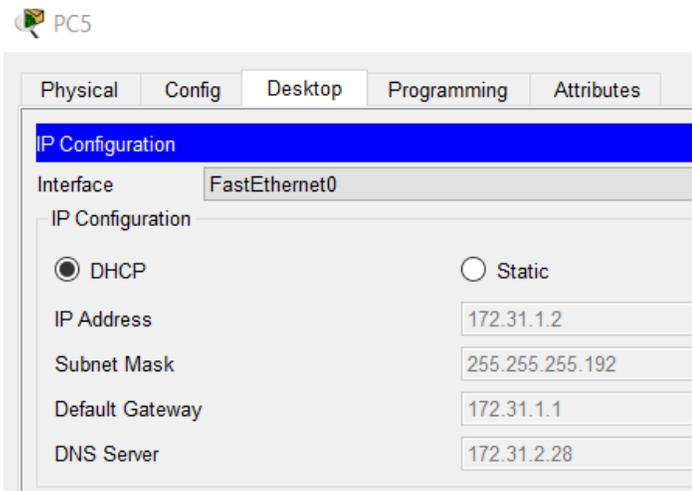 PC5
Physical Config Desktop Programming Attributes
IP Configuration
Interface FastEthernet0
IP Configuration
DHCP Static
IP Address 172.31.1.2
Subnet Mask 255.255.255.192
Default Gateway 172.31.1.1
DNS Server 172.31.2.28